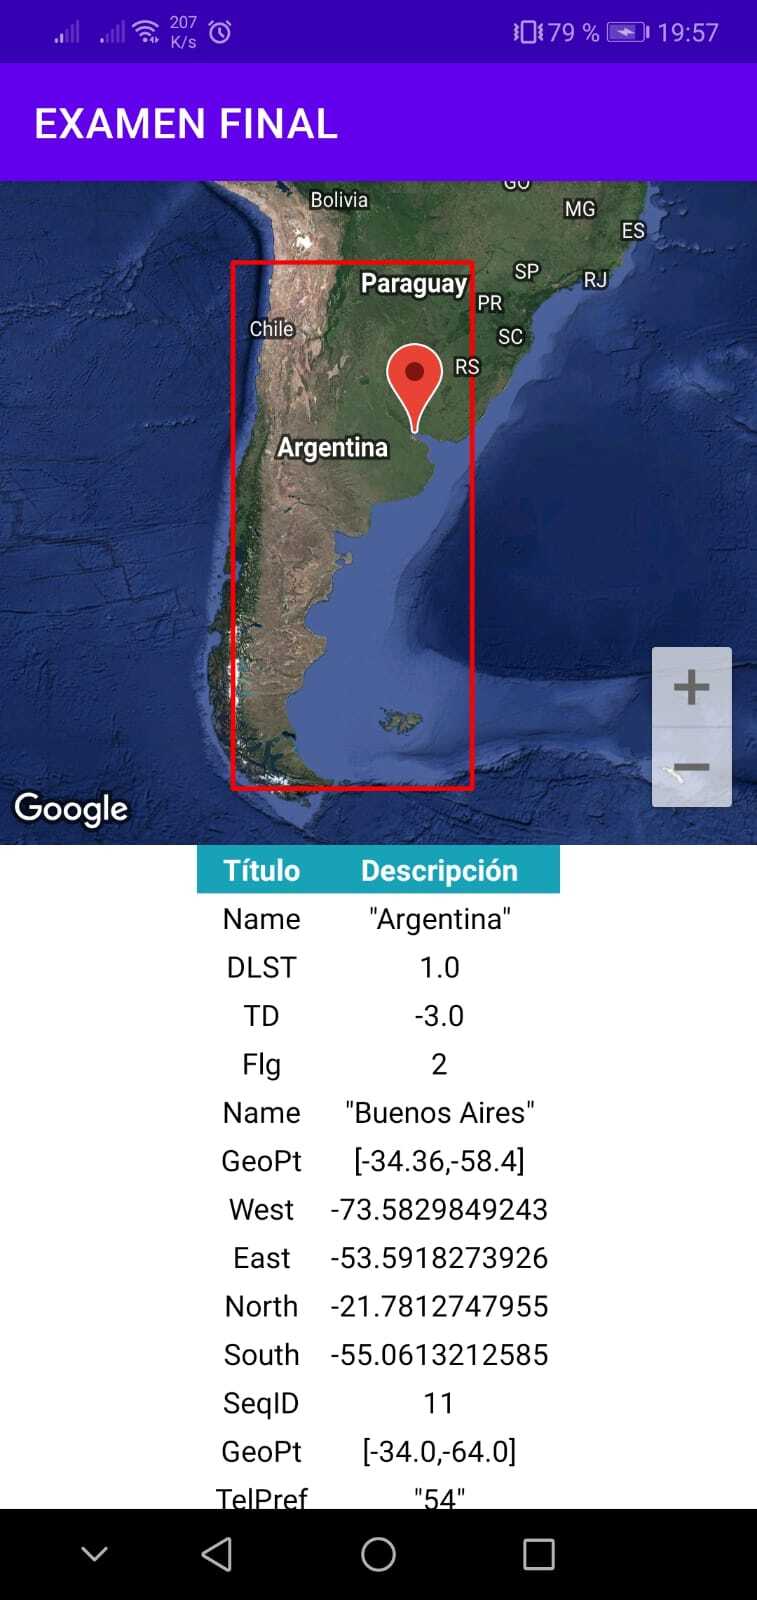 207
K/s
79 %
19:57
EXAMEN FINAL
GO
Bolivia
MG
ES
Paraguay
SP
RJ
PR
Chile
SC
RS
Argentina
+
−
Google
Título Descripción
Name "Argentina"
DLST 1.0
TD -3.0
Flg 2
Name "Buenos Aires"
GeoPt [-34.36,-58.4]
West -73.5829849243
East -53.5918273926
North -21.7812747955
South -55.0613212585
SeqID 11
GeoPt [-34.0,-64.0]
TelPref "54"